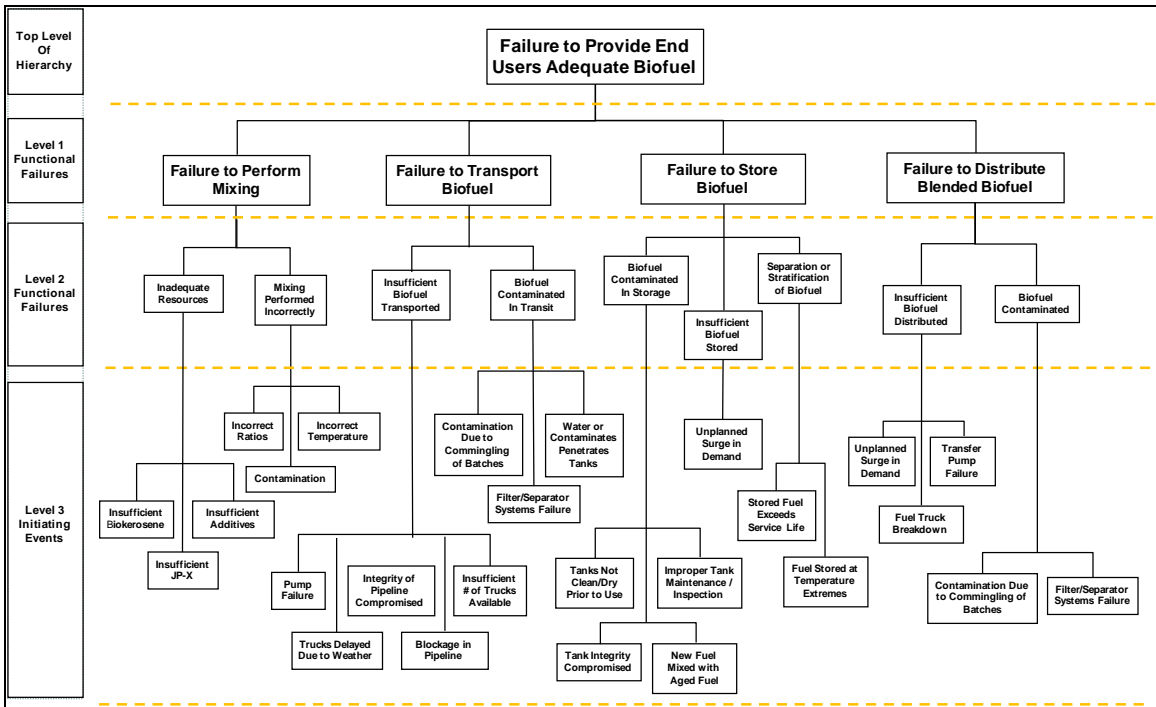 Top Level
Of
Hierarchy
Failure to Provide End
Users Adequate Biofuel
Level 1
Functional
Failures
Failure to Perform
Mixing
Failure to Transport
Biofuel
Failure to Store
Biofuel
Failure to Distribute
Blended Biofuel
Level 2
Functional
Failures
Inadequate
Resources
Mixing
Performed
Incorrectly
Insufficient
Biofuel
Transported
Biofuel
Contaminated
In Transit
Biofuel
Contaminated
In Storage
Insufficient
Biofuel
Stored
Separation or
Stratification
of Biofuel
Insufficient
Biofuel
Distributed
Biofuel
Contaminated
Level 3
Initiating
Events
Incorrect
Ratios
Incorrect
Temperature
Contamination
Insufficient
Biokerosene
Insufficient
Additives
Insufficient
JP-X
Contamination
Due to
Commingling
of Batches
Water or
Contaminates
Penetrates
Tanks
Filter/Separator
Systems Failure
Pump
Failure
Integrity of
Pipeline
Compromised
Insufficient
# of Trucks
Available
Trucks Delayed
Due to Weather
Blockage in
Pipeline
Unplanned
Surge in
Demand
Stored Fuel
Exceeds
Service Life
Tanks Not
Clean/Dry
Prior to Use
Improper Tank
Maintenance /
Inspection
Fuel Stored at
Temperature
Extremes
Tank Integrity
Compromised
New Fuel
Mixed with
Aged Fuel
Unplanned
Surge in
Demand
Transfer
Pump
Failure
Fuel Truck
Breakdown
Contamination Due
to Commingling of
Batches
Filter/Separator
Systems Failure